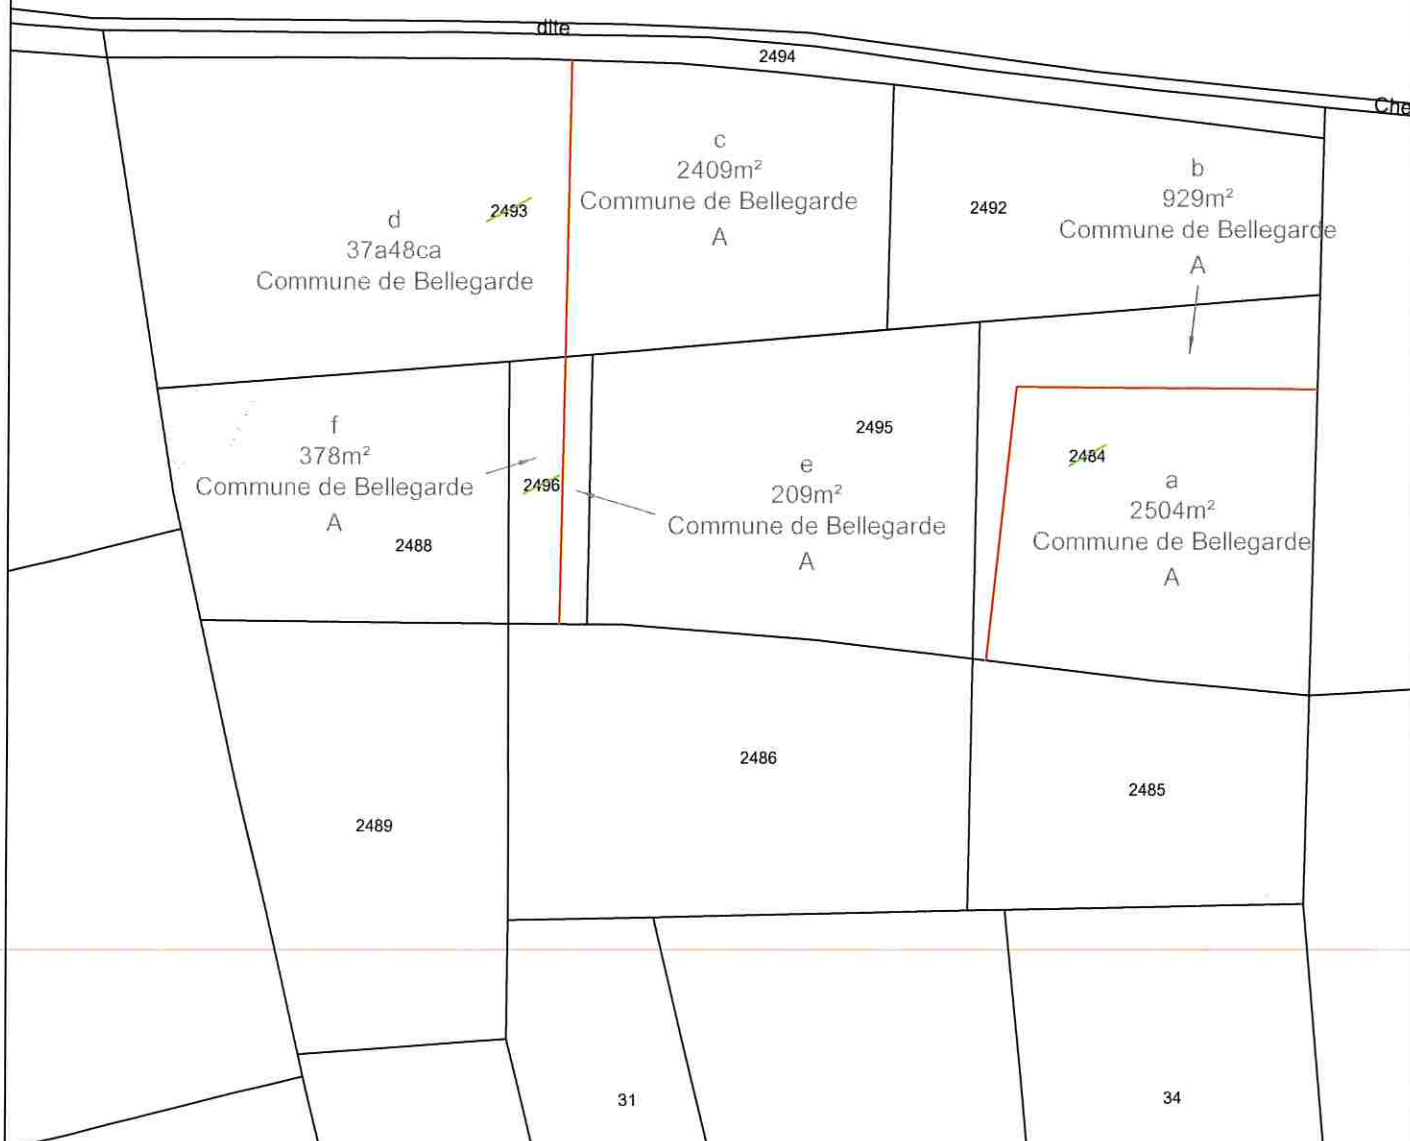 dite
2494
Che
c
2409m²
Commune de Bellegarde
A
b
929m²
Commune de Bellegarde
A
2492
2493
d
37a48ca
Commune de Bellegarde
f
378m²
Commune de Bellegarde
A
2488
2496
2495
e
209m²
Commune de Bellegarde
A
2484
a
2504m²
Commune de Bellegarde
A
2486
2485
2489
31
34